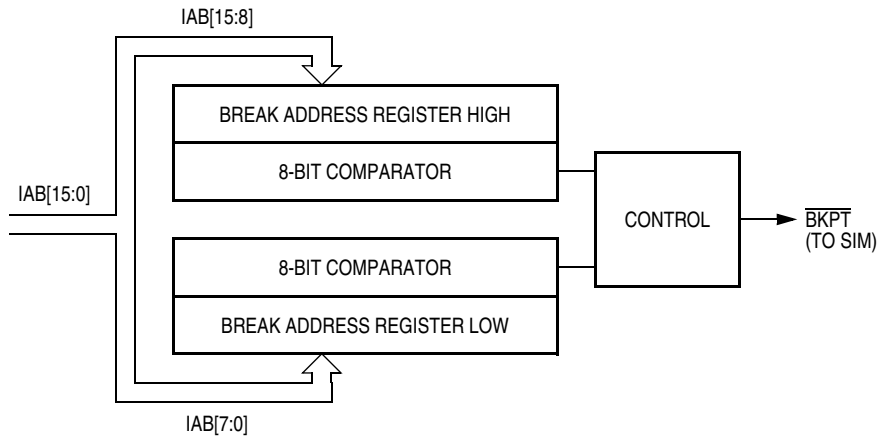 IAB[15:8]
BREAK ADDRESS REGISTER HIGH
8-BIT COMPARATOR
IAB[15:0]
CONTROL
BKPT
(TO SIM)
8-BIT COMPARATOR
BREAK ADDRESS REGISTER LOW
IAB[7:0]